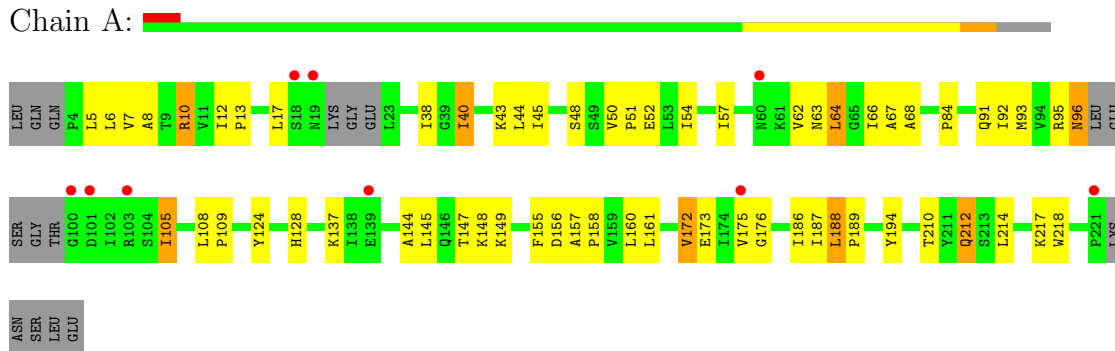 Chain A:
LEU GLN GLN P4 L5 L6 V7 A8 T9 R10 V11 I12 P13 L17 S18 N19 LYS GLY GLU L23 I38 G39 I40 K43 L44 I45 S48 S49 V50 P51 E52 L53 I54 I57 N60 K61 V62 N63 L64 G65 I66 A67 A68 P84 Q91 I92 M93 V94 R95 N96 LEU GLU
SER GLY THR G100 D101 I102 R103 S104 I105 L108 P109 Y124 H128 K137 I138 E139 A144 L145 Q146 T147 K148 K149 F155 D156 A157 P158 V159 L160 L161 V172 E173 I174 V175 G176 I186 I187 L188 P189 Y194 T210 Y211 Q212 S213 L214 K217 W218 P221 LYS
ASN SER LEU GLU